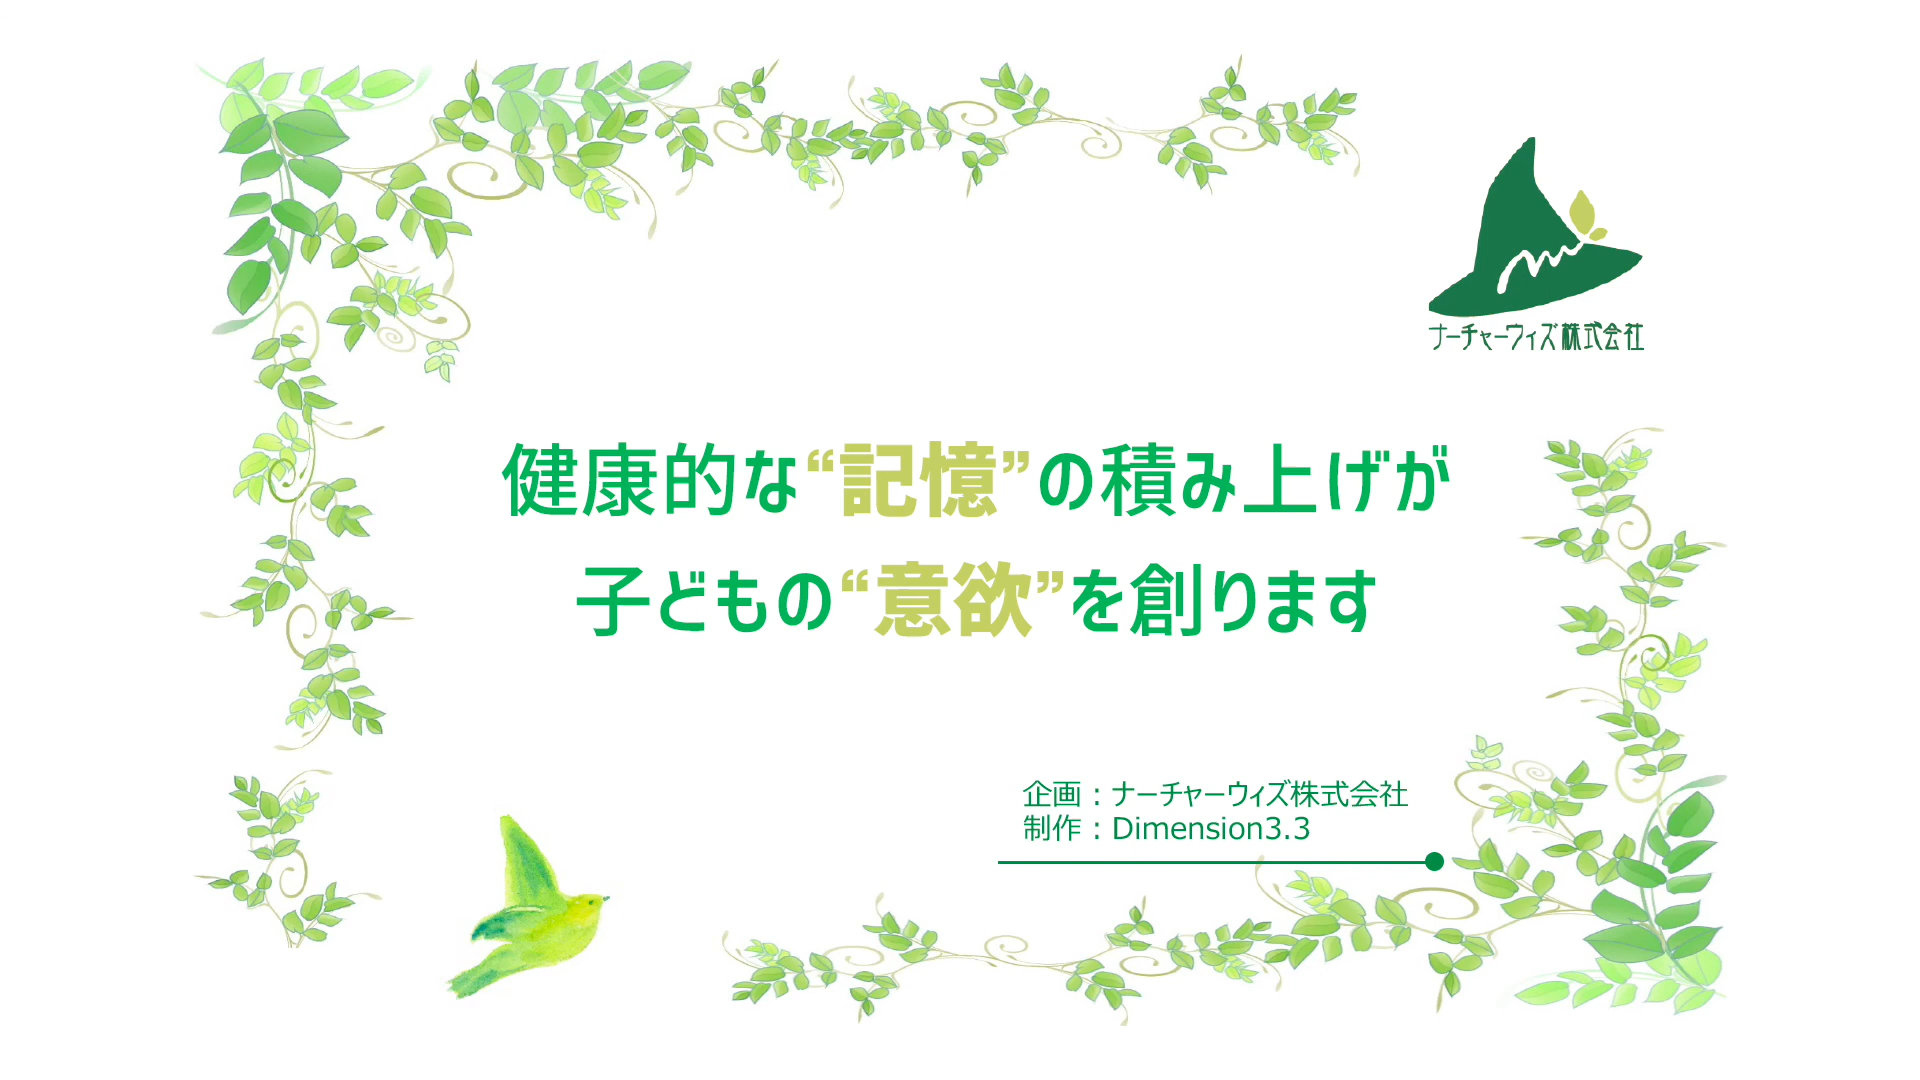 ナーチャーウィズ株式会社
健康的な“記憶”の積み上げが
子どもの“意欲”を創ります
企画：ナーチャーウィズ株式会社
制作：Dimension3.3